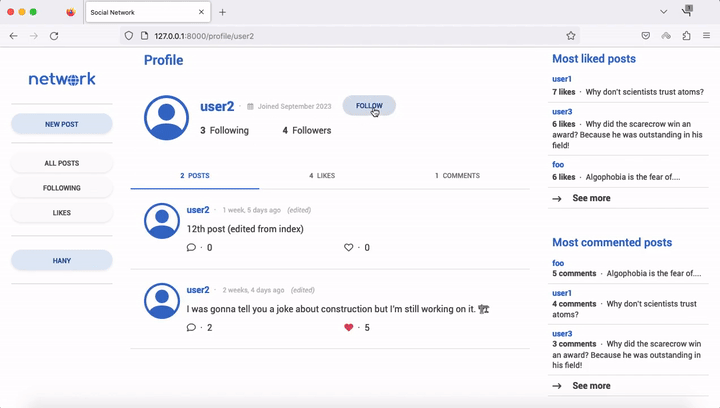 Social Network
127.0.0.1:8000/profile/user2
network
NEW POST
ALL POSTS
FOLLOWING
LIKES
HANY
Profile
user2 · Joined September 2023
FOLLOW
3 Following
4 Followers
2 POSTS
4 LIKES
1 COMMENTS
user2 · 1 week, 5 days ago (edited)
12th post (edited from index)
· 0
· 0
user2 · 2 weeks, 4 days ago (edited)
I was gonna tell you a joke about construction but I'm still working on it. 🏗
· 2
· 5
Most liked posts
user1
7 likes · Why don't scientists trust atoms?
user3
6 likes · Why did the scarecrow win an
award? Because he was outstanding in his
field!
foo
6 likes · Algophobia is the fear of....
See more
Most commented posts
foo
5 comments · Algophobia is the fear of....
user1
4 comments · Why don't scientists trust
atoms?
user3
3 comments · Why did the scarecrow win
an award? Because he was outstanding in
his field!
See more